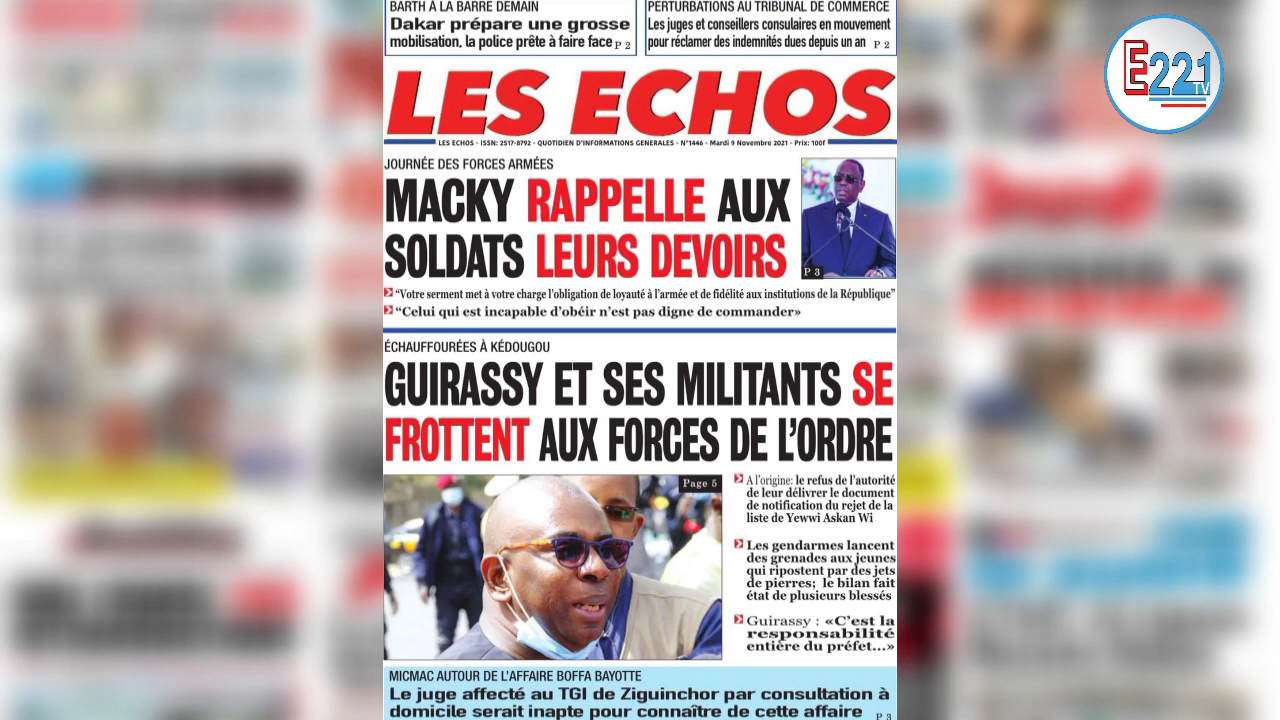 BARTH À LA BARRE DEMAIN
Dakar prépare une grosse
mobilisation, la police prête à faire face P 2
PERTURBATIONS AU TRIBUNAL DE COMMERCE
Les juges et conseillers consulaires en mouvement
pour réclamer des indemnités dues depuis un an P 2
E221
TV
LES ECHOS
LES ECHOS - ISSN: 2517-8792 - QUOTIDIEN D'INFORMATIONS GENERALES - N°1446 - Mardi 9 Novembre 2021 - Prix: 100f
JOURNÉE DES FORCES ARMÉES
MACKY RAPPELLE AUX
SOLDATS LEURS DEVOIRS
P 3
"Votre serment met à votre charge l'obligation de loyauté à l'armée et de fidélité aux institutions de la République"
"Celui qui est incapable d'obéir n'est pas digne de commander»
ÉCHAUFFOURÉES À KÉDOUGOU
GUIRASSY ET SES MILITANTS SE
FROTTENT AUX FORCES DE L'ORDRE
Page 5
A l'origine: le refus de l'autorité
de leur délivrer le document
de notification du rejet de la
liste de Yewwi Askan Wi
Les gendarmes lancent
des grenades aux jeunes
qui ripostent par des jets
de pierres; le bilan fait
état de plusieurs blessés
Guirassy : «C'est la
responsabilité
entière du préfet...»
MICMAC AUTOUR DE L'AFFAIRE BOFFA BAYOTTE
Le juge affecté au TGI de Ziguinchor par consultation à
domicile serait inapte pour connaître de cette affaire P 3